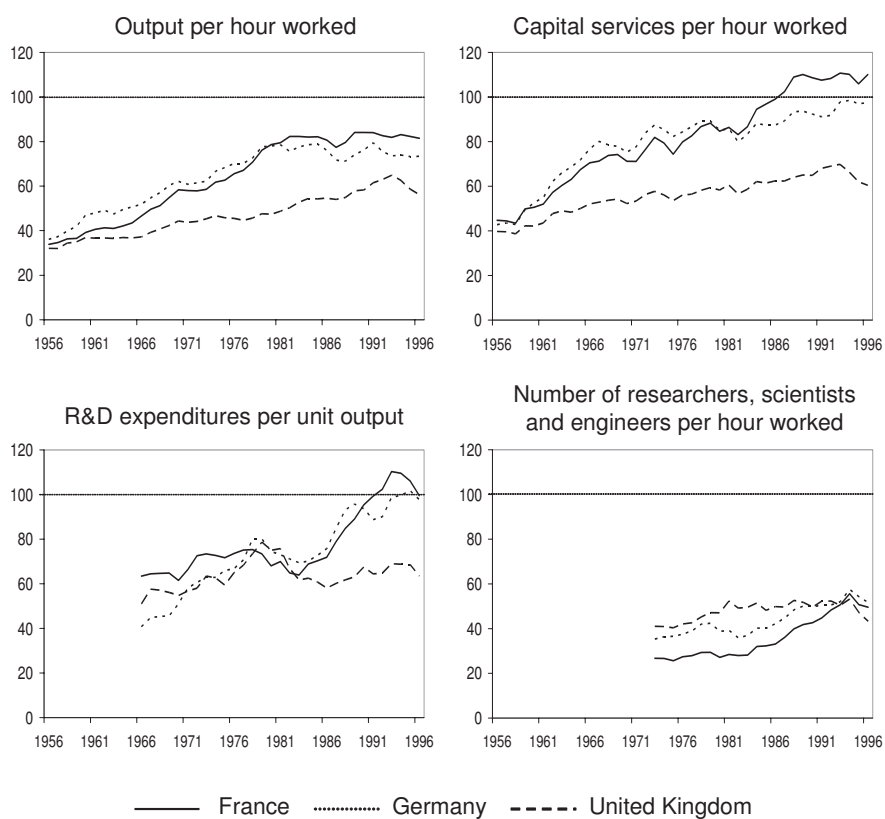 Output per hour worked
120
100
80
60
40
20
0
1956 1961 1966 1971 1976 1981 1986 1991 1996
Capital services per hour worked
120
100
80
60
40
20
0
1956 1961 1966 1971 1976 1981 1986 1991 1996
R&D expenditures per unit output
120
100
80
60
40
20
0
1956 1961 1966 1971 1976 1981 1986 1991 1996
Number of researchers, scientists
and engineers per hour worked
120
100
80
60
40
20
0
1956 1961 1966 1971 1976 1981 1986 1991 1996
France Germany United Kingdom